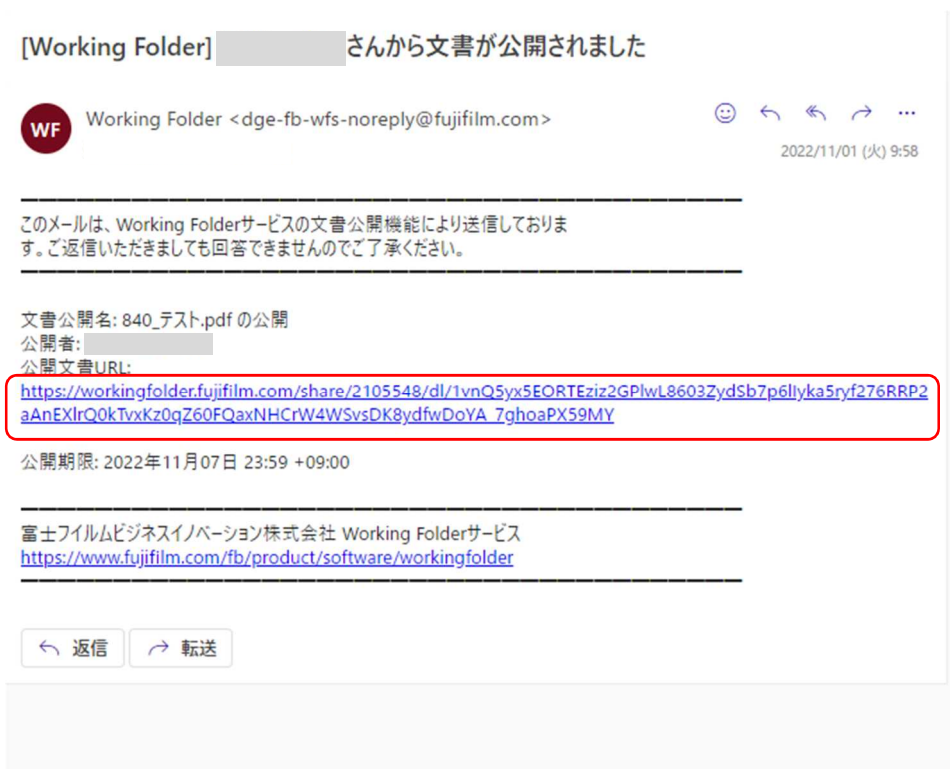 [Working Folder] さんから文書が公開されました
WF
Working Folder <dge-fb-wfs-noreply@fujifilm.com>
2022/11/01 (火) 9:58
このメールは、Working Folderサービスの文書公開機能により送信しておりま
す。ご返信いただきましても回答できませんのでご了承ください。
文書公開名: 840_テスト.pdf の公開
公開者:
公開文書URL:
https://workingfolder.fujifilm.com/share/2105548/dl/1vnQ5yx5EORTEziz2GPlwL8603ZydSb7p6lIyka5ryf276RRP2
aAnEXlrQ0kTvxKz0qZ60FQaxNHCrW4WSvsDK8ydfwDoYA_7ghoaPX59MY
公開期限: 2022年11月07日 23:59 +09:00
富士フイルムビジネスイノベーション株式会社 Working Folderサービス
https://www.fujifilm.com/fb/product/software/workingfolder
返信 転送